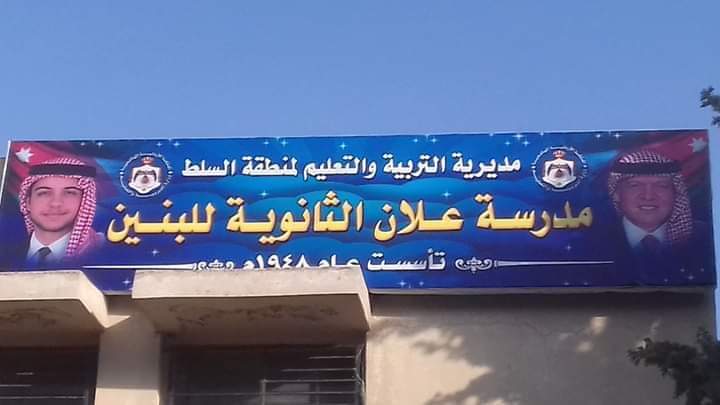 مديرية التربية والتعليم لمنطقة السلط
مدرسة علان الثانوية للبنين
تأسست عام ١٩٤٨م